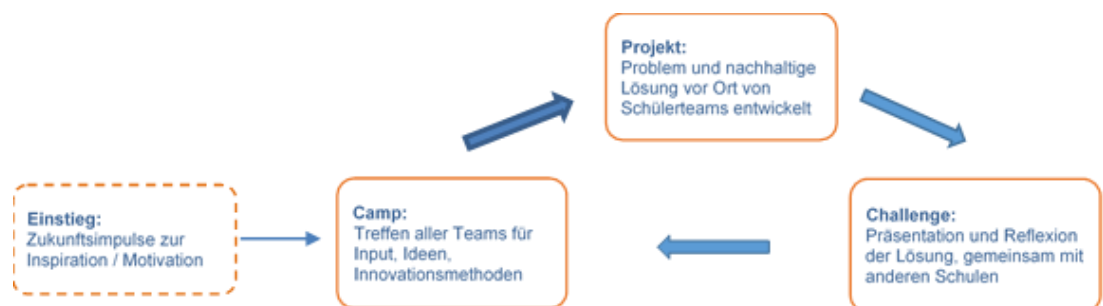 Projekt:
Problem und nachhaltige
Lösung vor Ort von
Schülerteams entwickelt
Einstieg:
Zukunftsimpulse zur
Inspiration / Motivation
Camp:
Treffen aller Teams für
Input, Ideen,
Innovationsmethoden
Challenge:
Präsentation und Reflexion
der Lösung, gemeinsam mit
anderen Schulen